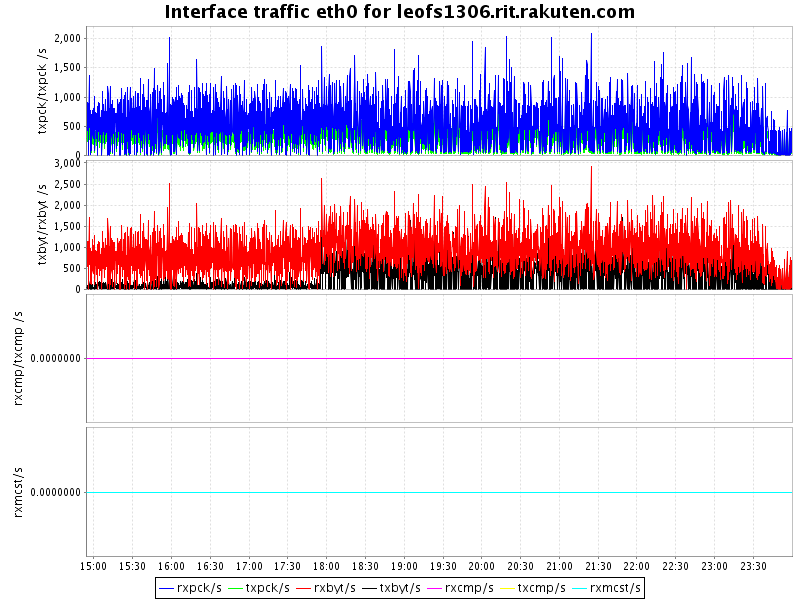 Interface traffic eth0 for leofs1306.rit.rakuten.com
txpck/txpck /s
2,000
1,500
1,000
500
0
txbyt/rxbyt /s
3,000
2,500
2,000
1,500
1,000
500
0
rxcmp/txcmp /s
0.0000000
rxmcst/s
0.0000000
15:00 15:30 16:00 16:30 17:00 17:30 18:00 18:30 19:00 19:30 20:00 20:30 21:00 21:30 22:00 22:30 23:00 23:30
rxpck/s txpck/s rxbyt/s txbyt/s rxcmp/s txcmp/s rxmcst/s